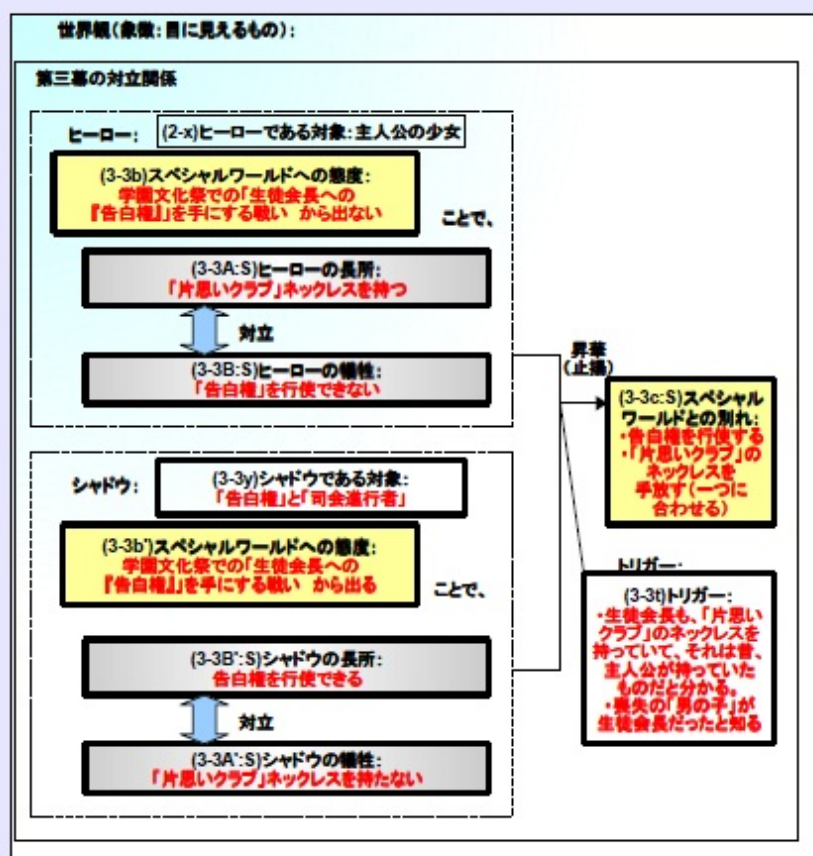 世界観(象徴:目に見えるもの):
第三幕の対立関係
ヒーロー:
(2-x)ヒーローである対象:主人公の少女
(3-3b)スペシャルワールドへの態度:
学園文化祭での「生徒会長への
『告白権』」を手にする戦い から出ない
ことで、
(3-3A:S)ヒーローの長所:
「片思いクラブ」ネックレスを持つ
対立
(3-3B:S)ヒーローの犠牲:
「告白権」を行使できない
シャドウ:
(3-3y)シャドウである対象:
「告白権」と「司会進行者」
(3-3b')スペシャルワールドへの態度:
学園文化祭での「生徒会長への
『告白権』」を手にする戦い から出る
ことで、
(3-3B':S)シャドウの長所:
告白権を行使できる
対立
(3-3A':S)シャドウの犠牲:
「片思いクラブ」ネックレスを持たない
昇華
(止揚)
(3-3c:S)スペシャル
ワールドとの別れ:
・告白権を行使する
・「片思いクラブ」の
ネックレスを
手放す(一つに
合わせる)
トリガー:
(3-3t)トリガー:
・生徒会長も、「片思い
クラブ」のネックレスを
持っていて、それは昔、
主人公が持っていた
ものだと分かる。
・喪失の「男の子」が
生徒会長だったと知る